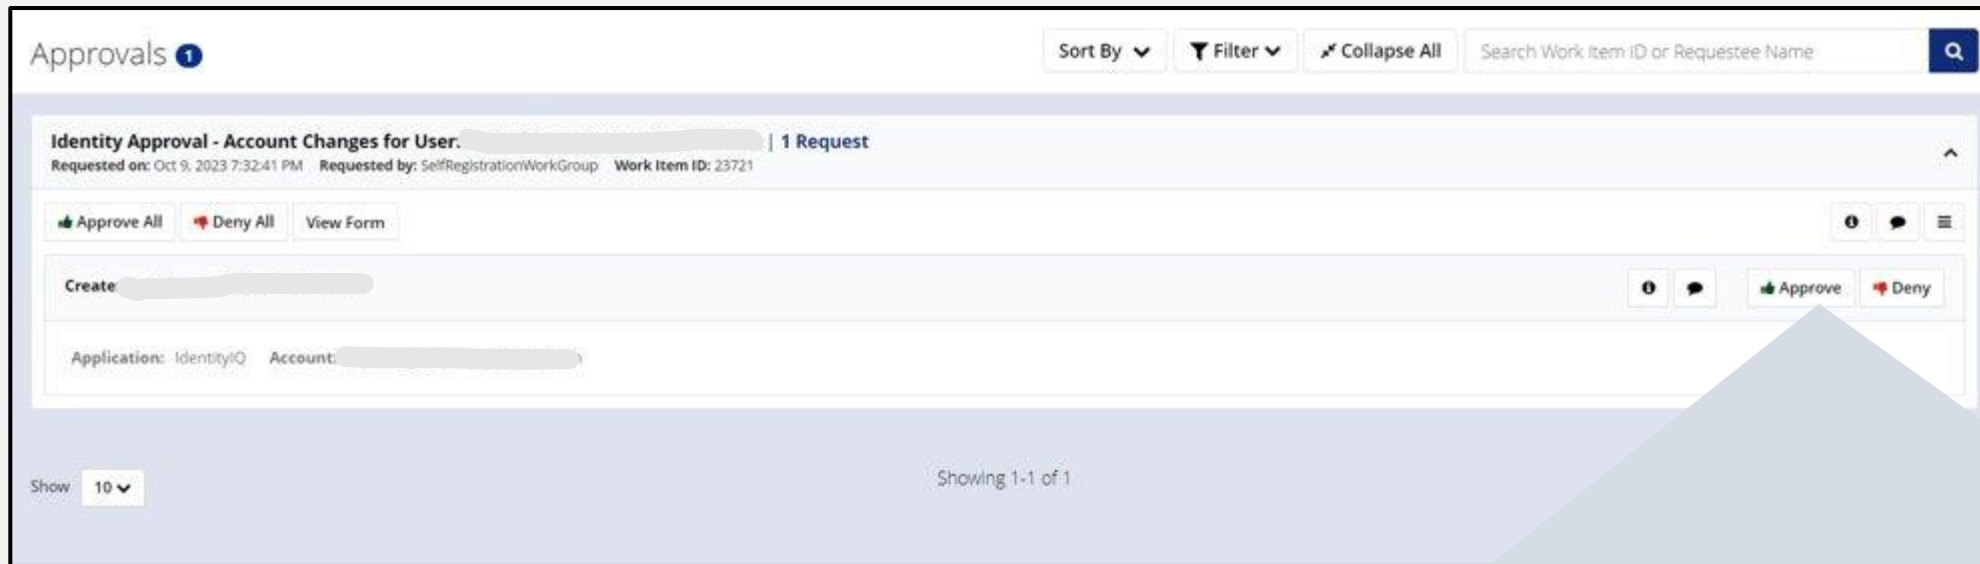 Approvals 1
Sort By Filter Collapse All Search Work Item ID or Requestee Name
Identity Approval - Account Changes for User: | 1 Request
Requested on: Oct 9, 2023 7:32:41 PM Requested by: SelfRegistrationWorkGroup Work Item ID: 23721
Approve All Deny All View Form
Create Approve Deny
Application: IdentityIQ Account:
Show 10 Showing 1-1 of 1